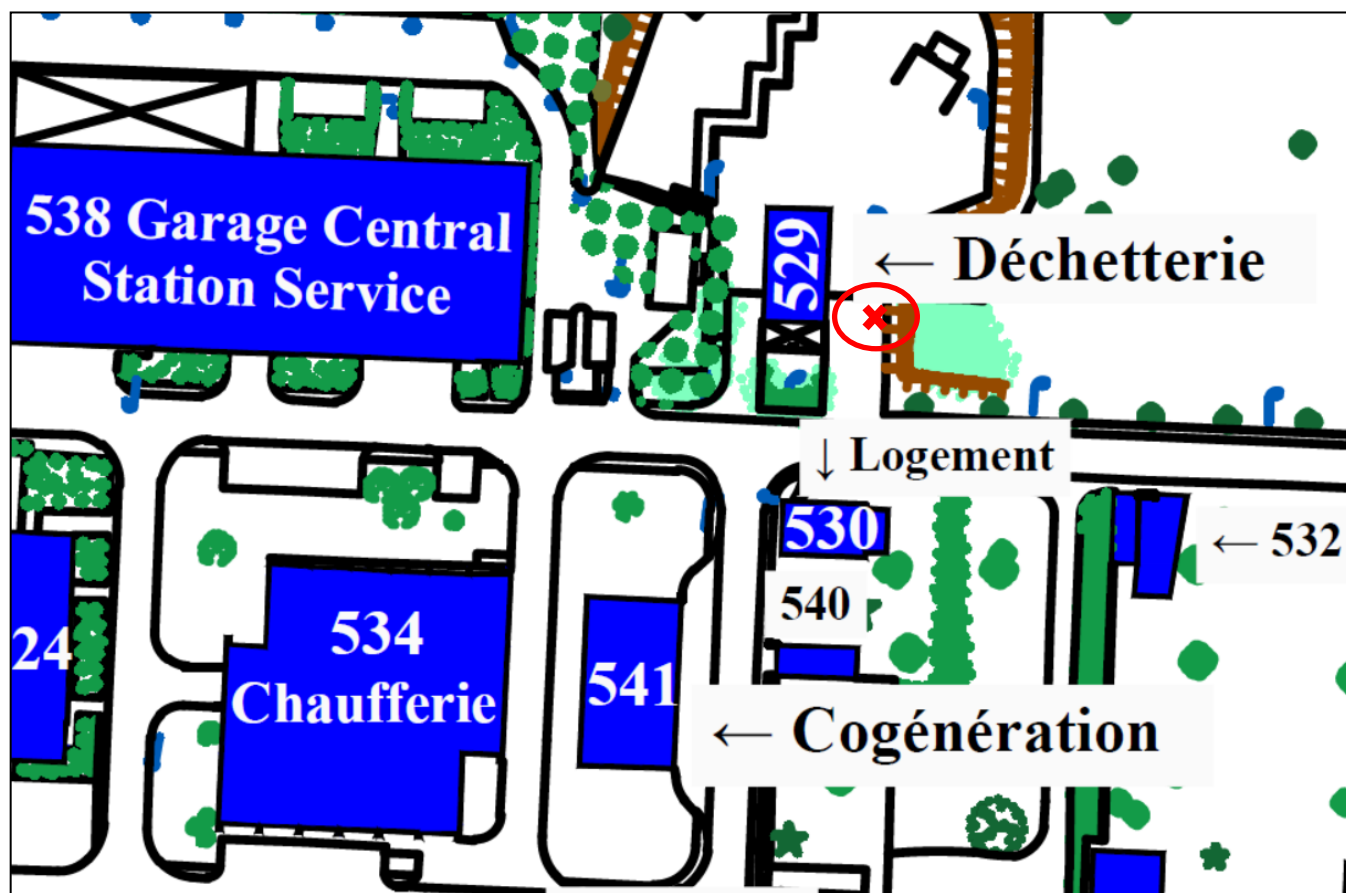 538 Garage Central
Station Service
529
← Déchetterie
↓ Logement
530
← 532
540
24
534
Chaufferie
541
← Cogénération